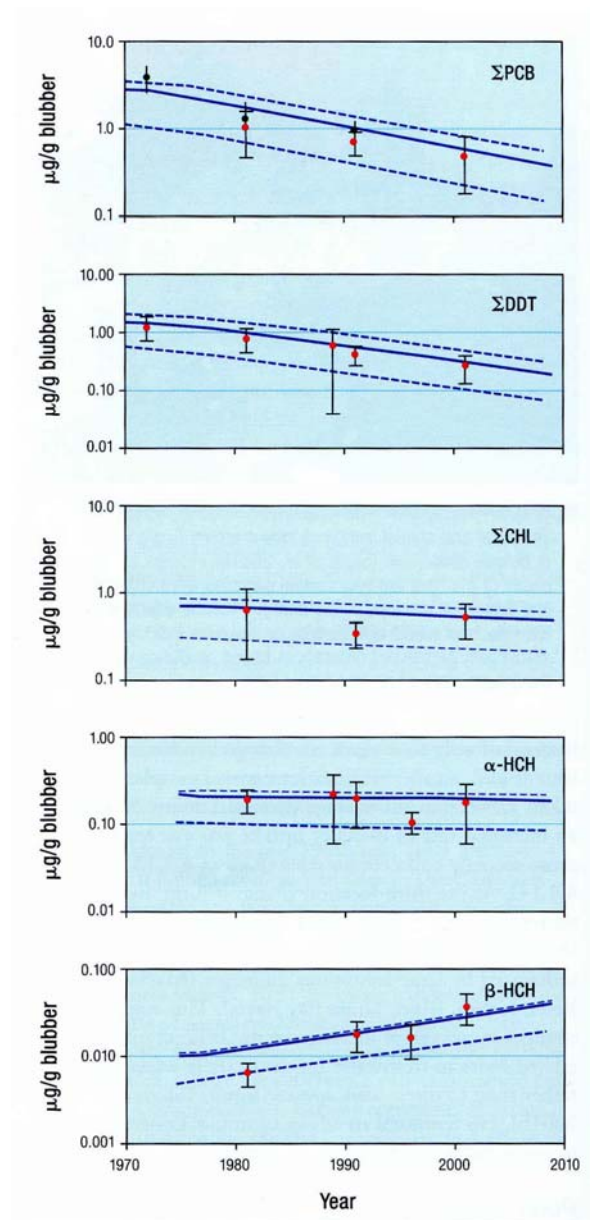 10.0
ΣPCB
1.0
0.1
μg/g blubber
10.00
ΣDDT
1.00
0.10
0.01
μg/g blubber
10.0
ΣCHL
1.0
0.1
μg/g blubber
1.00
α-HCH
0.10
0.01
μg/g blubber
0.100
β-HCH
0.010
0.001
μg/g blubber
1970 1980 1990 2000 2010
Year